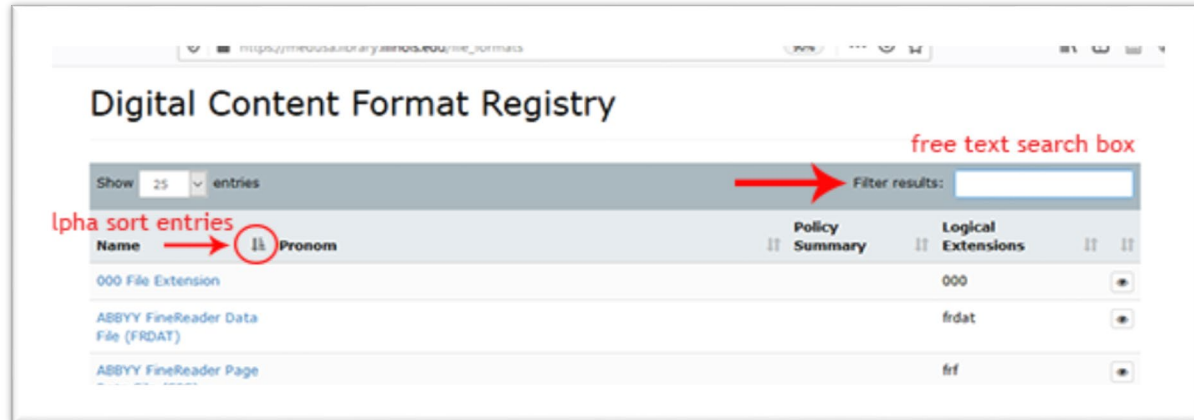 https://medusa.library.illinois.edu/file_formats 90%
Digital Content Format Registry
free text search box
Show 25 entries Filter results:
lpha sort entries
Name Pronom Policy Summary Logical Extensions
000 File Extension 000
ABBYY FineReader Data frdat
File (FRDAT)
ABBYY FineReader Page frf